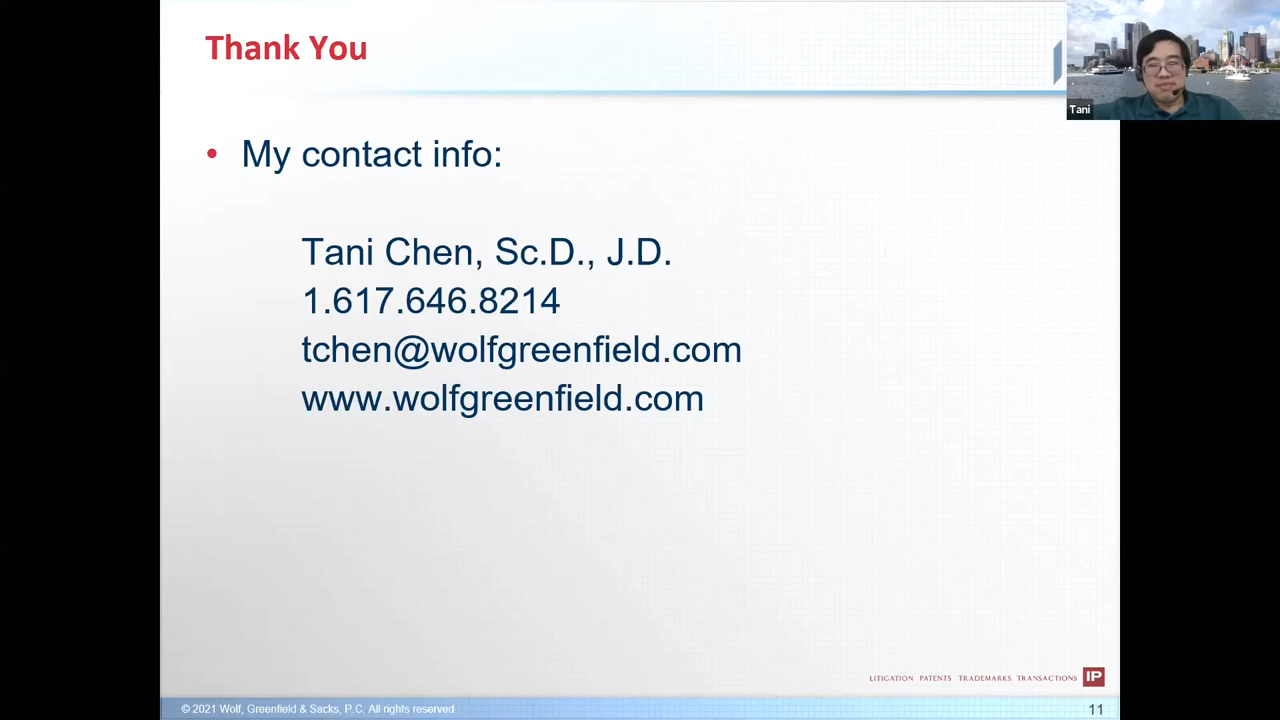 Thank You
Tani
• My contact info:
Tani Chen, Sc.D., J.D.
1.617.646.8214
tchen@wolfgreenfield.com
www.wolfgreenfield.com
LITIGATION PATENTS TRADEMARKS TRANSACTIONS IP
© 2021 Wolf, Greenfield & Sacks, P.C. All rights reserved.
11